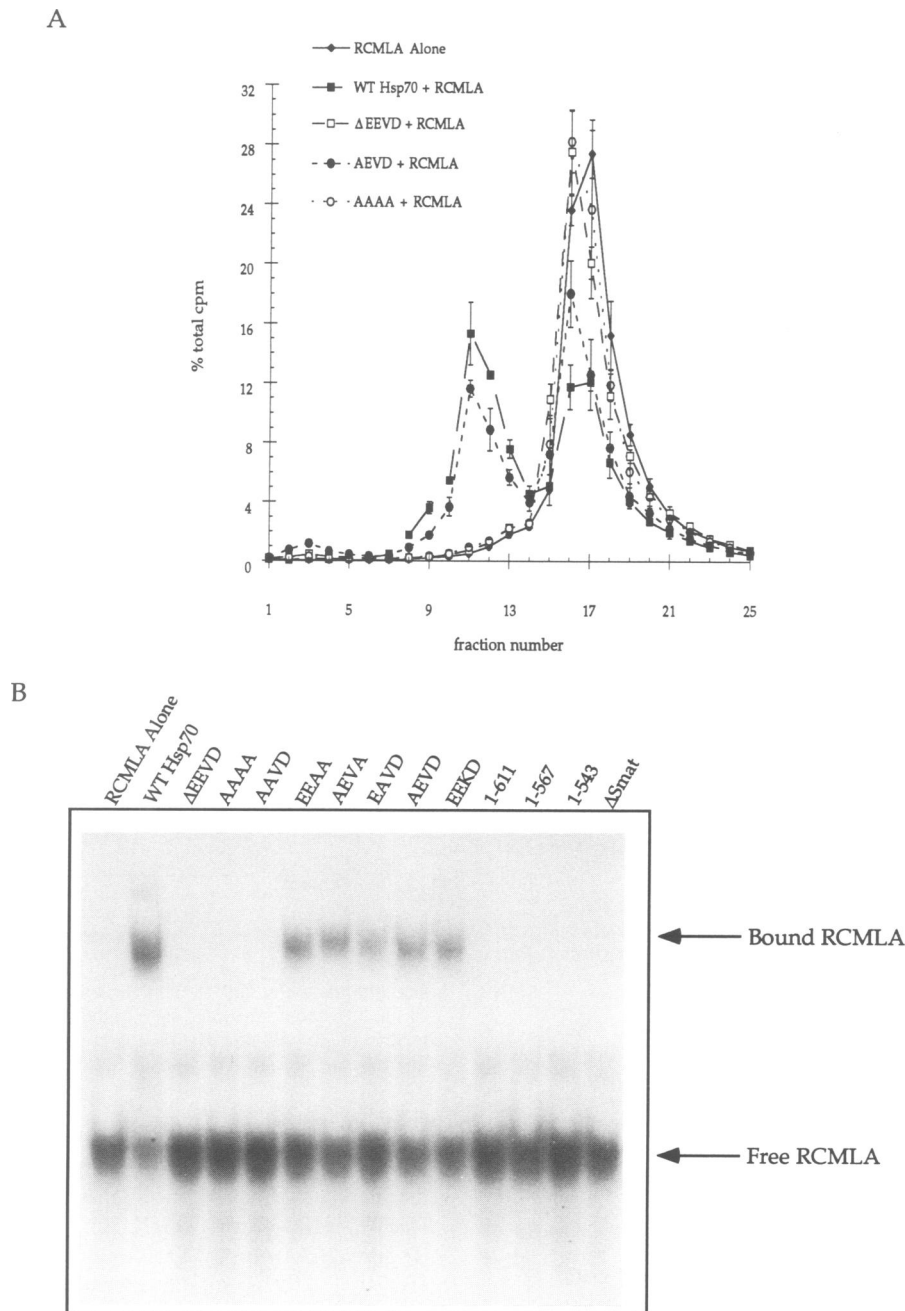 A
RCMLA Alone
WT Hsp70 + RCMLA
ΔEEVD + RCMLA
AEVD + RCMLA
AAAA + RCMLA
32
28
24
20
16
12
8
4
0
% total cpm
1 5 9 13 17 21 25
fraction number
B
RCMLA Alone
WT Hsp70
ΔEEVD
AAAA
AAVD
EEAA
AEVA
EAVD
AEVD
EEKD
1-611
1-567
1-543
ΔSmat
Bound RCMLA
Free RCMLA